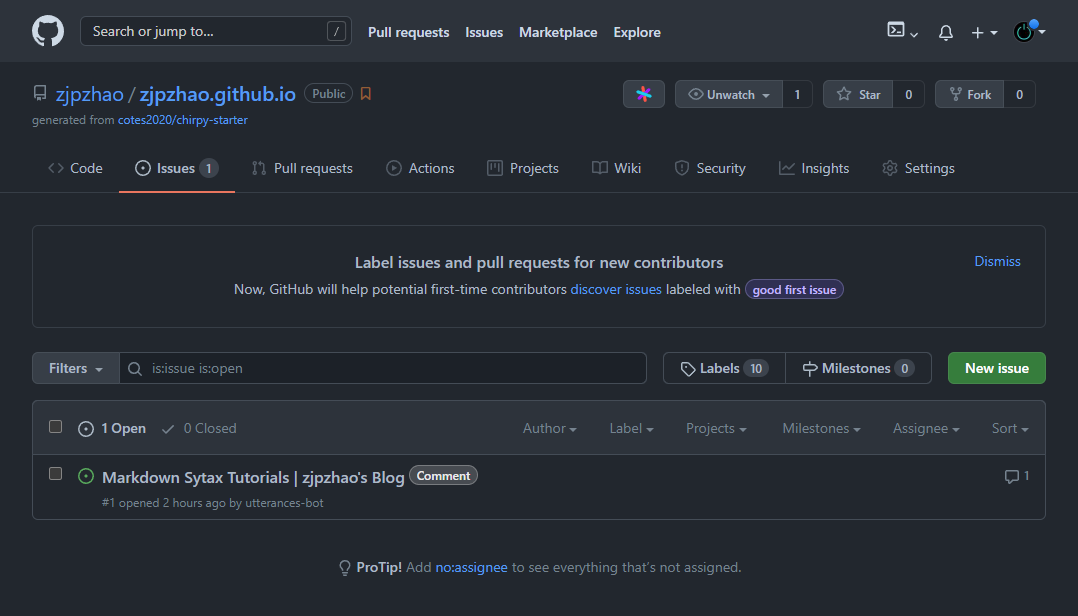 Search or jump to... /
Pull requests Issues Marketplace Explore
zjpzhao / zjpzhao.github.io Public
Unwatch 1 Star 0 Fork 0
generated from cotes2020/chirpy-starter
Code Issues 1 Pull requests Actions Projects Wiki Security Insights Settings
Label issues and pull requests for new contributors
Dismiss
Now, GitHub will help potential first-time contributors discover issues labeled with good first issue
Filters is:issue is:open Labels 10 Milestones 0 New issue
1 Open 0 Closed Author Label Projects Milestones Assignee Sort
Markdown Sytax Tutorials | zjpzhao's Blog Comment 1
#1 opened 2 hours ago by utterances-bot
ProTip! Add no:assignee to see everything that's not assigned.